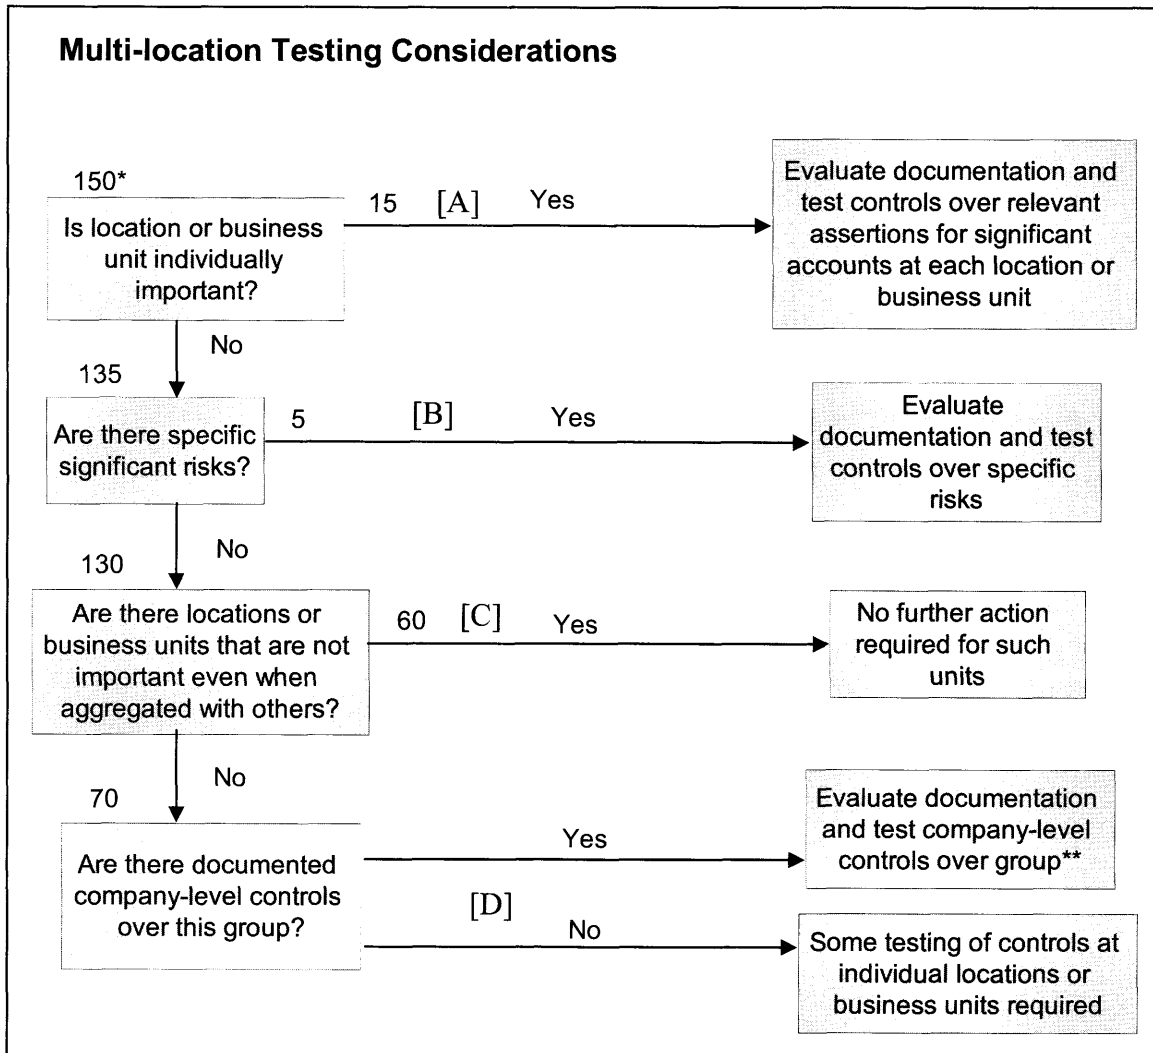 Multi-location Testing Considerations
150*
Is location or business
unit individually
important?
15 [A] Yes
Evaluate documentation and
test controls over relevant
assertions for significant
accounts at each location or
business unit
No
135
Are there specific
significant risks?
5 [B] Yes
Evaluate
documentation and test
controls over specific
risks
No
130
Are there locations or
business units that are not
important even when
aggregated with others?
60 [C] Yes
No further action
required for such
units
No
70
Are there documented
company-level controls
over this group?
Yes
Evaluate documentation
and test company-level
controls over group**
[D]
No
Some testing of controls at
individual locations or
business units required